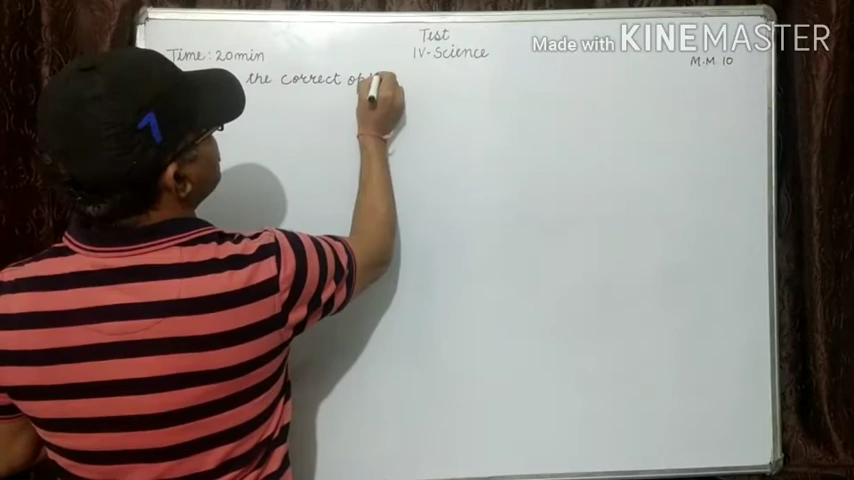 Test
Time: 20min
IV-Science
Made with KINEMASTER
M.M 10
the correct